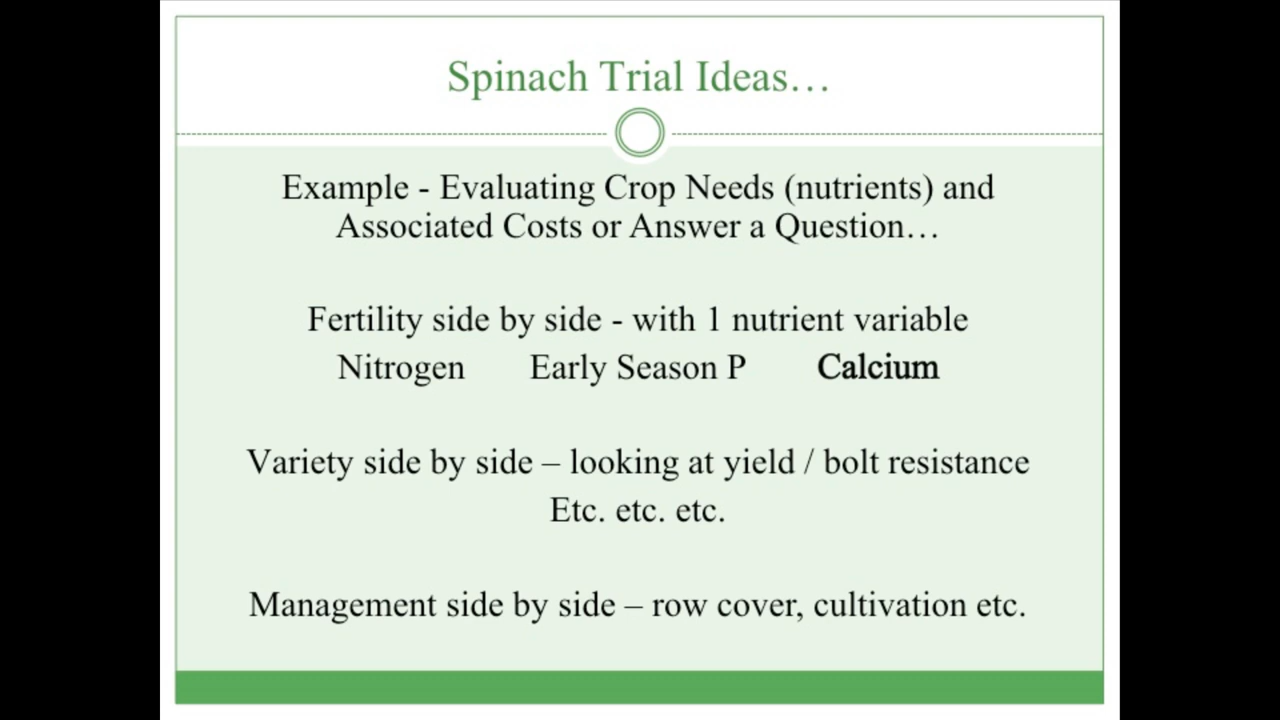 Spinach Trial Ideas…
Example - Evaluating Crop Needs (nutrients) and
Associated Costs or Answer a Question…
Fertility side by side - with 1 nutrient variable
Nitrogen Early Season P Calcium
Variety side by side – looking at yield / bolt resistance
Etc. etc. etc.
Management side by side – row cover, cultivation etc.